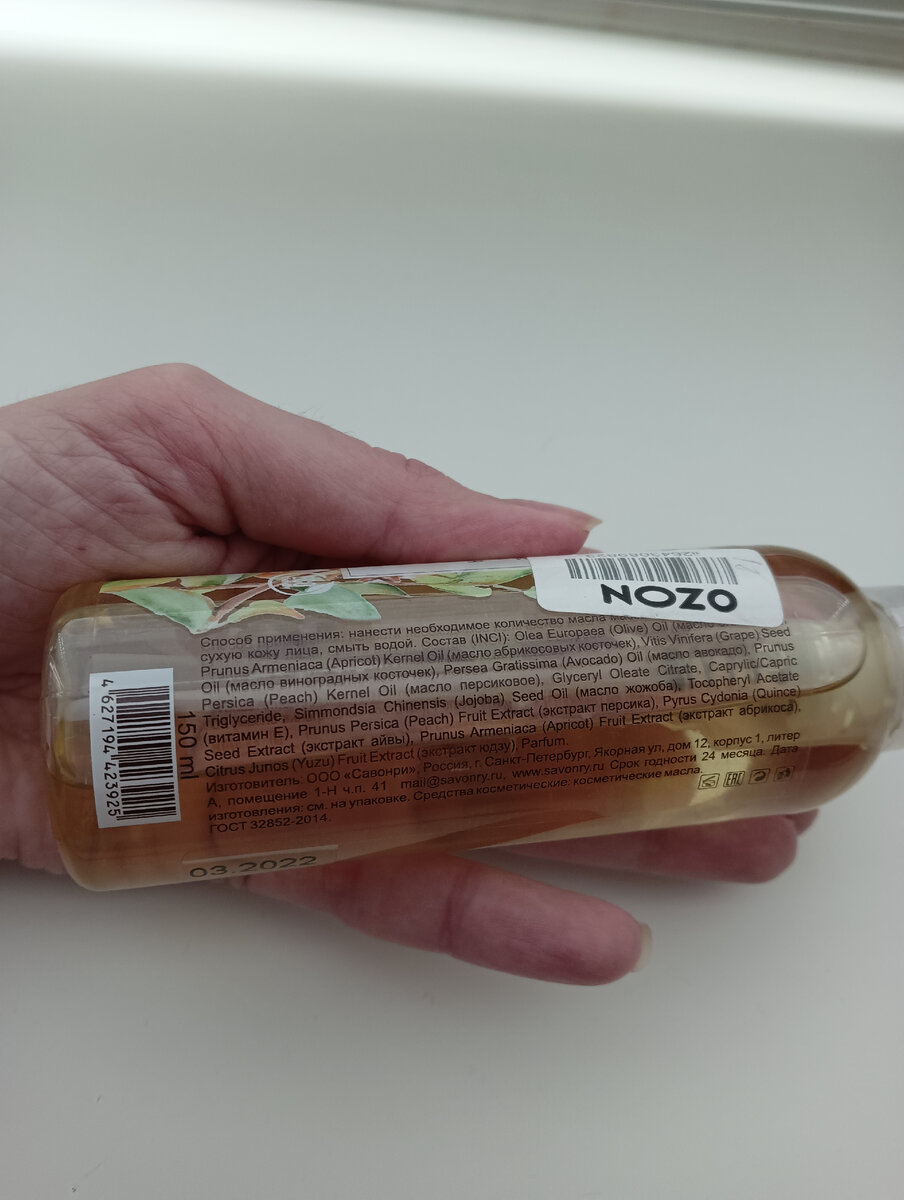 OZON
Способ применения: нанести необходимое количество масла
сухую кожу лица, смыть водой. Состав (INCI): Olea Europaea (Olive) Oil
Prunus Armeniaca (Apricot) Kernel Oil (масло абрикосовых косточек), Vitis Vinifera (Grape) Seed
Oil (масло виноградных косточек), Persea Gratissima (Avocado) Oil (масло авокадо), Prunus
Persica (Peach) Kernel Oil (масло персиковое), Glyceryl Oleate Citrate, Caprylic/Capric
Triglyceride, Simmondsia Chinensis (Jojoba) Seed Oil (масло жожоба), Tocopheryl Acetate
(витамин Е), Prunus Persica (Peach) Fruit Extract (экстракт персика), Pyrus Cydonia (Quince)
Seed Extract (экстракт айвы), Prunus Armeniaca (Apricot) Fruit Extract (экстракт абрикоса),
Citrus Junos (Yuzu) Fruit Extract (экстракт юдзу), Parfum.
Изготовитель: ООО «Савонри», Россия, г. Санкт-Петербург, Якорная ул, дом 12, корпус 1, литер
А, помещение 1-Н ч.п. 41 mail@savonry.ru, www.savonry.ru Срок годности 24 месяца. Дата
изготовления: см. на упаковке. Средства косметические: косметические масла.
ГОСТ 32852-2014.
EAC
4 627194 423925
150 ml
03.2022